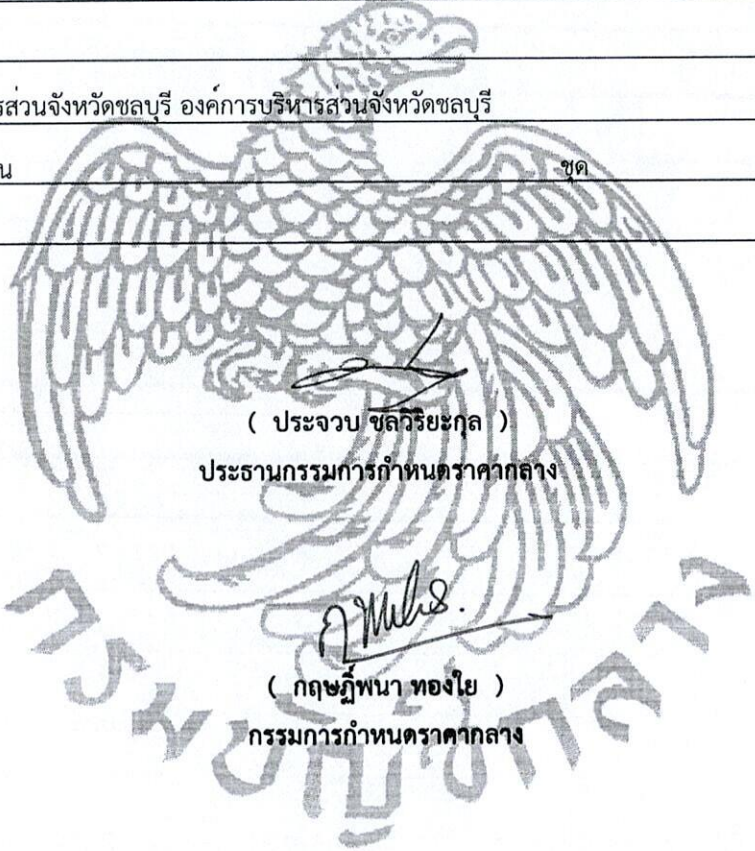 รส่วนจังหวัดชลบุรี องค์การบริหารส่วนจังหวัดชลบุรี
น ชุด
( ประจวบ ชลวิริยะกุล )
ประธานกรรมการกำหนดราคากลาง
( กฤษฎิ์พนา ทองใย )
กรรมการกำหนดราคากลาง
กรมบัญชีกลาง